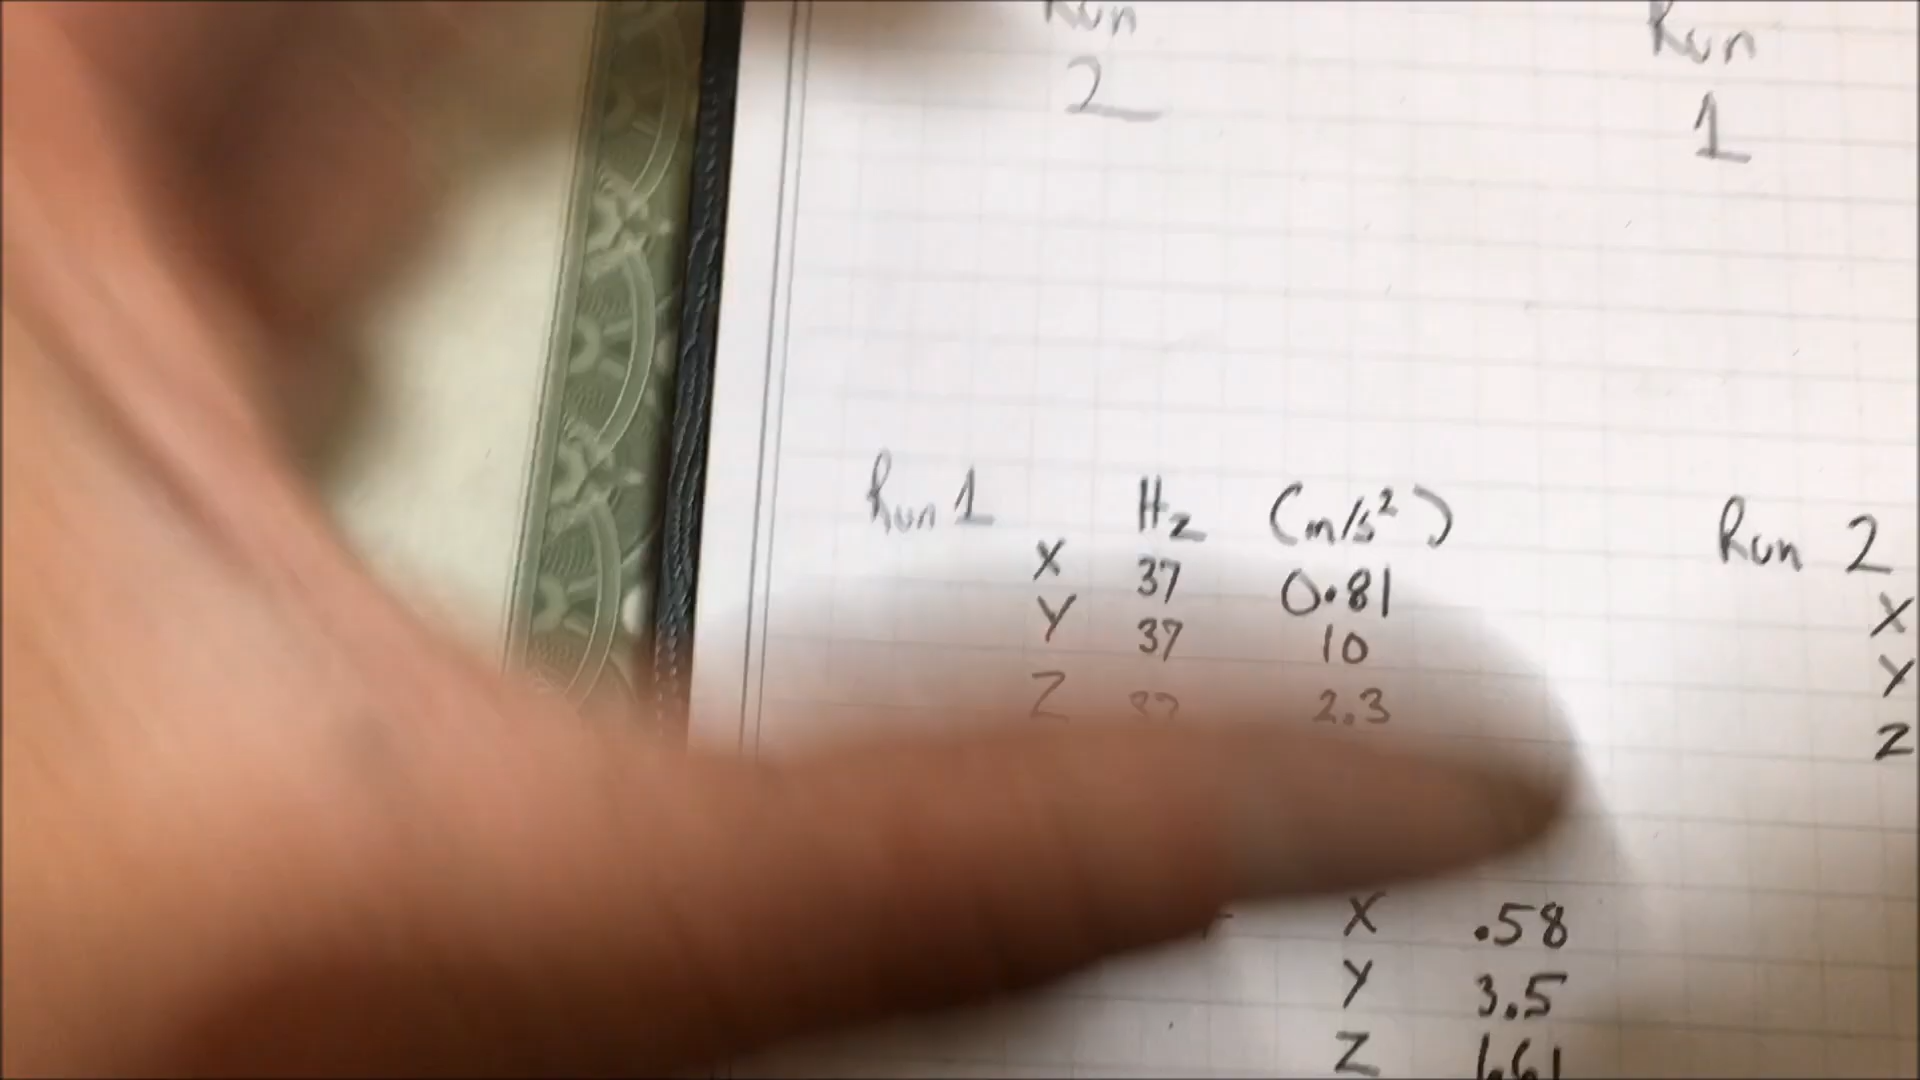 Run
2
Run
1
Run 1 Hz (m/s²)
X 37 0.81
Y 37 10
Z 2.3
Run 2
X
Y
Z
X .58
Y 3.5
Z